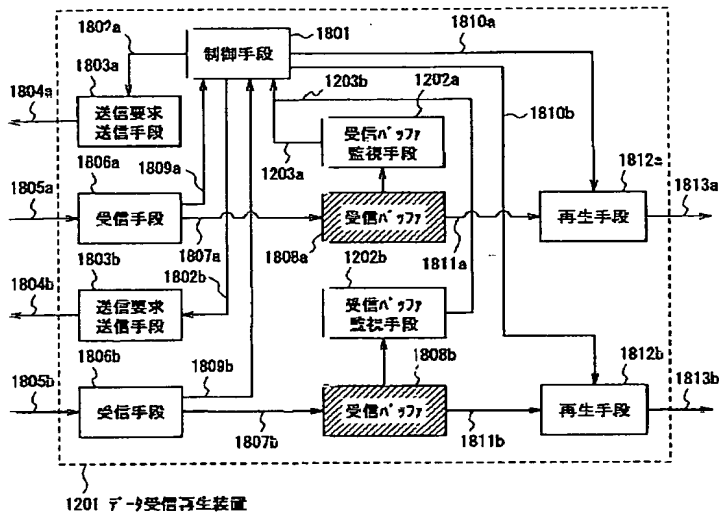 1802a
1801
1810a
1803a
制御手段
1203b
1202a
1804a
送信要求
送信手段
受信バッファ
監視手段
1810b
1806a
1809a
1203a
1812a
1805a
受信手段
受信バッファ
再生手段
1813a
1807a
1808a
1811a
1803b
1802b
1202b
1804b
送信要求
送信手段
受信バッファ
監視手段
1806b
1809b
1808b
1812b
1805b
受信手段
受信バッファ
再生手段
1813b
1807b
1811b
1201 データ受信再生装置